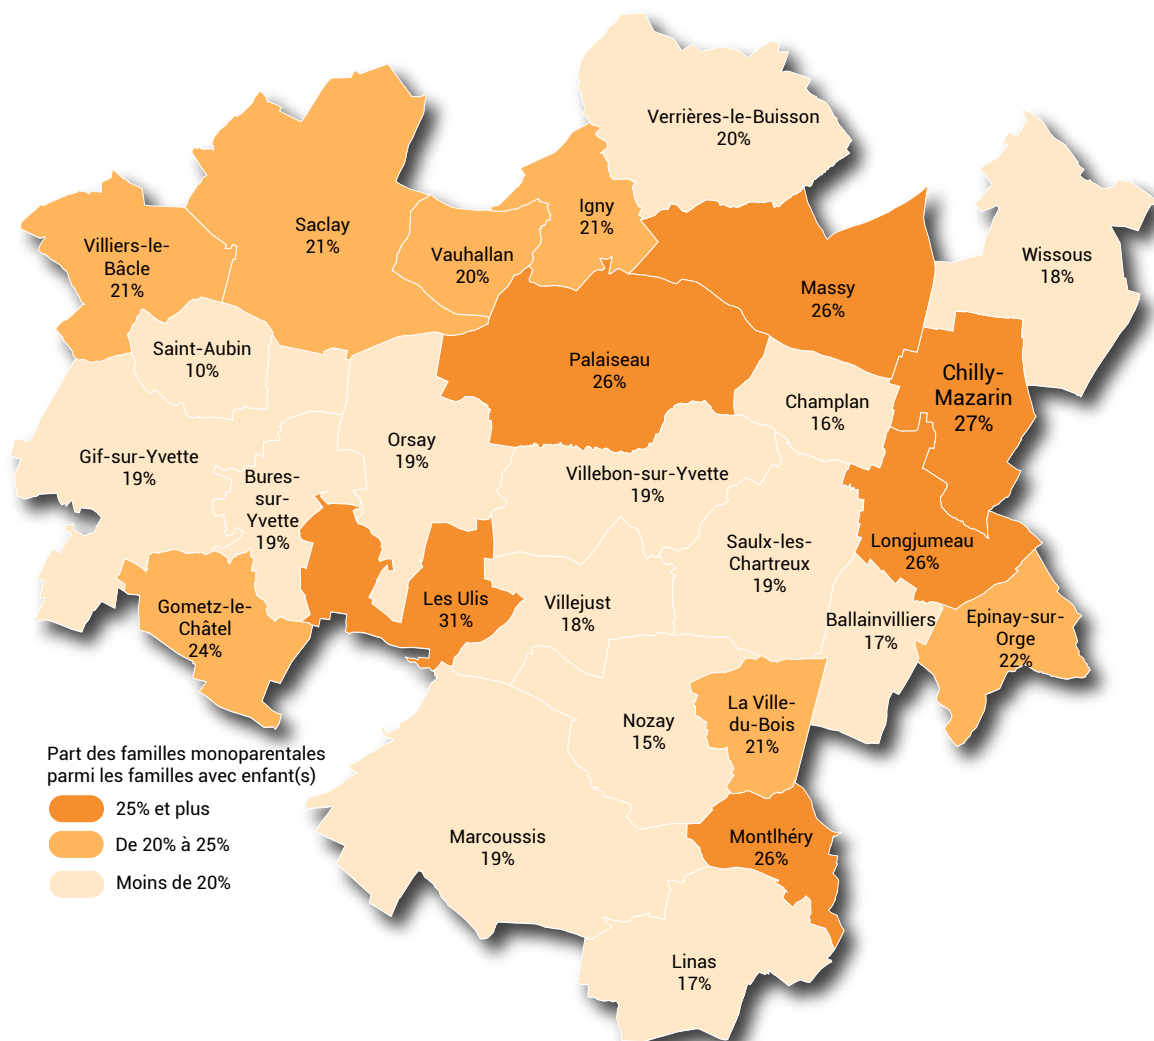 Verrières-le-Buisson
20%
Igny
21%
Saclay
21%
Vauhallan
20%
Villiers-le-
Bâcle
21%
Wissous
18%
Massy
26%
Saint-Aubin
10%
Palaiseau
26%
Chilly-
Mazarin
27%
Champlan
16%
Orsay
19%
Gif-sur-Yvette
19%
Bures-
sur-
Yvette
19%
Villebon-sur-Yvette
19%
Saulx-les-
Chartreux
19%
Longjumeau
26%
Gometz-le-
Châtel
24%
Les Ulis
31%
Villejust
18%
Ballainvilliers
17%
Epinay-sur-
Orge
22%
Nozay
15%
La Ville-
du-Bois
21%
Marcoussis
19%
Montlhéry
26%
Linas
17%
Part des familles monoparentales
parmi les familles avec enfant(s)
25% et plus
De 20% à 25%
Moins de 20%